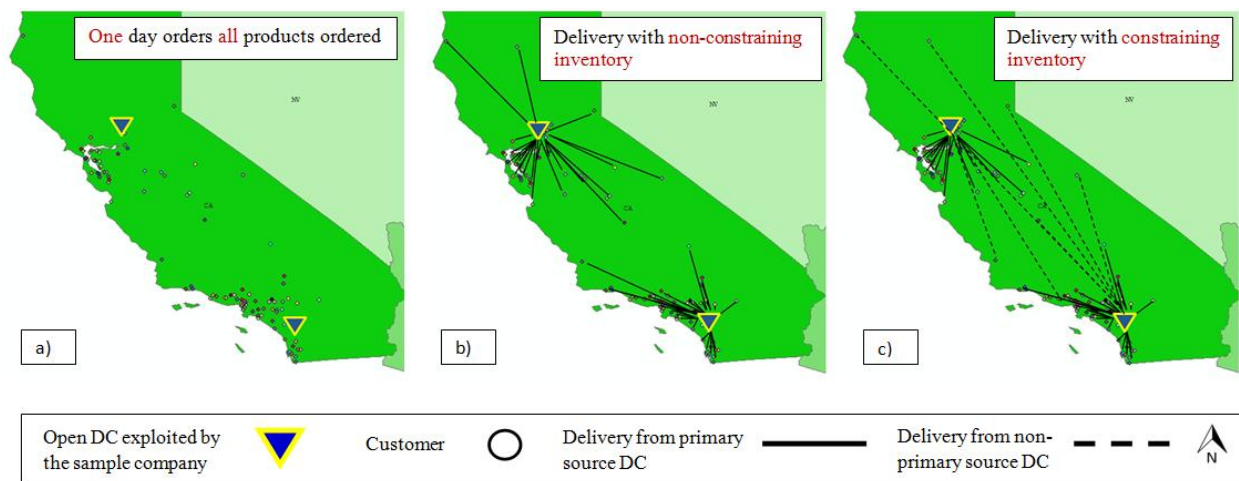 One day orders all products ordered
Delivery with non-constraining
inventory
Delivery with constraining
inventory
NV
NV
NV
CA
CA
CA
a)
b)
c)
Open DC exploited by
the sample company
Customer
Delivery from primary
source DC
Delivery from non-
primary source DC
N